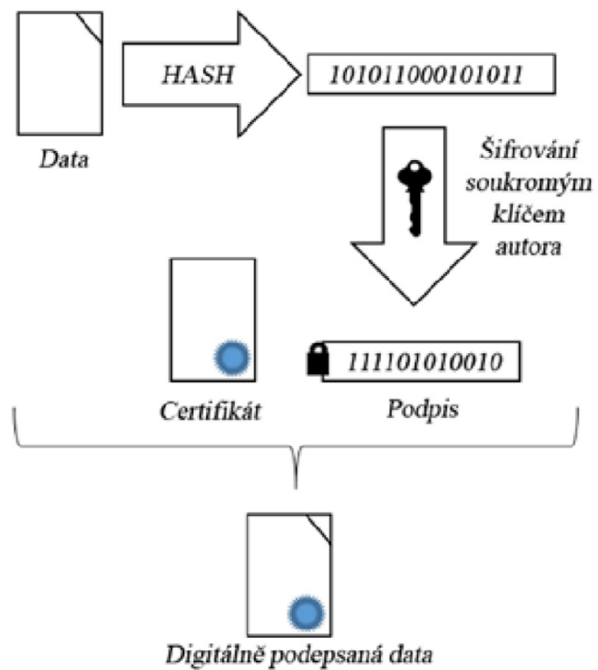 HASH
101011000101011
Data
Šifrování
soukromým
klíčem
autora
111101010010
Certifikát
Podpis
Digitálně podepsaná data